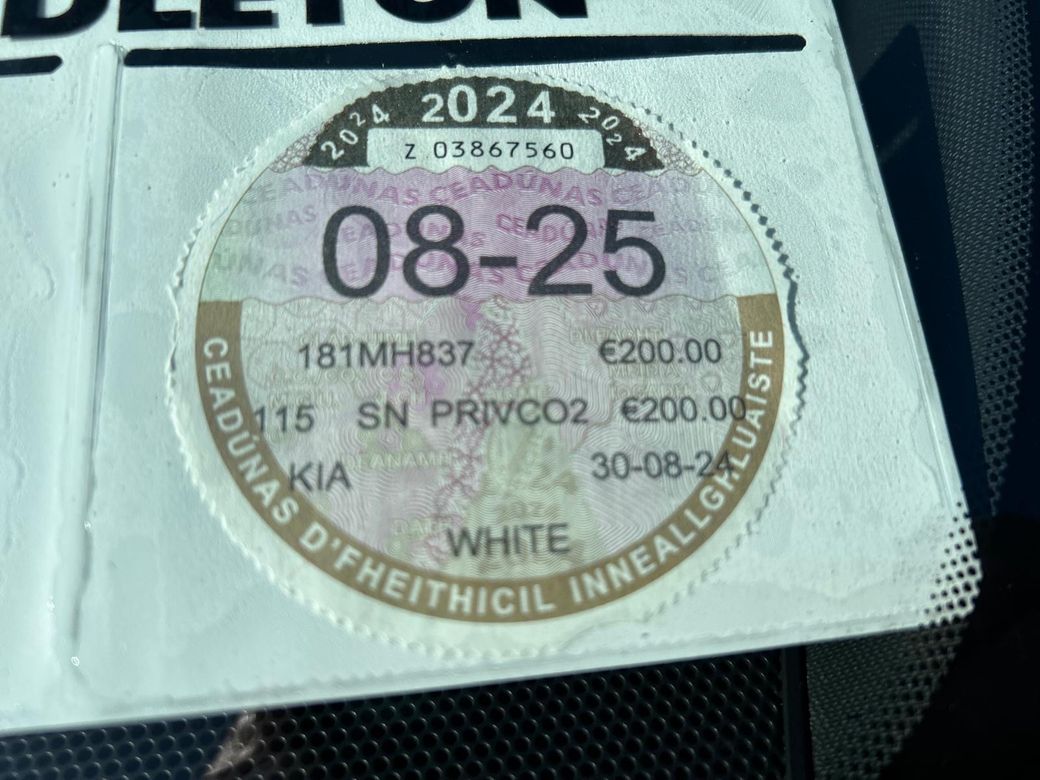 DLETON
2024 2024 2024
Z 03867560
CEADÚNAS CEADÚNAS CEADÚNAS
08-25
181MH837 €200.00
115 SN PRIVCO2 €200.00
KIA 30-08-24
WHITE
CEADÚNAS D'FHEITHICIL INNEALLGHLUAISTE